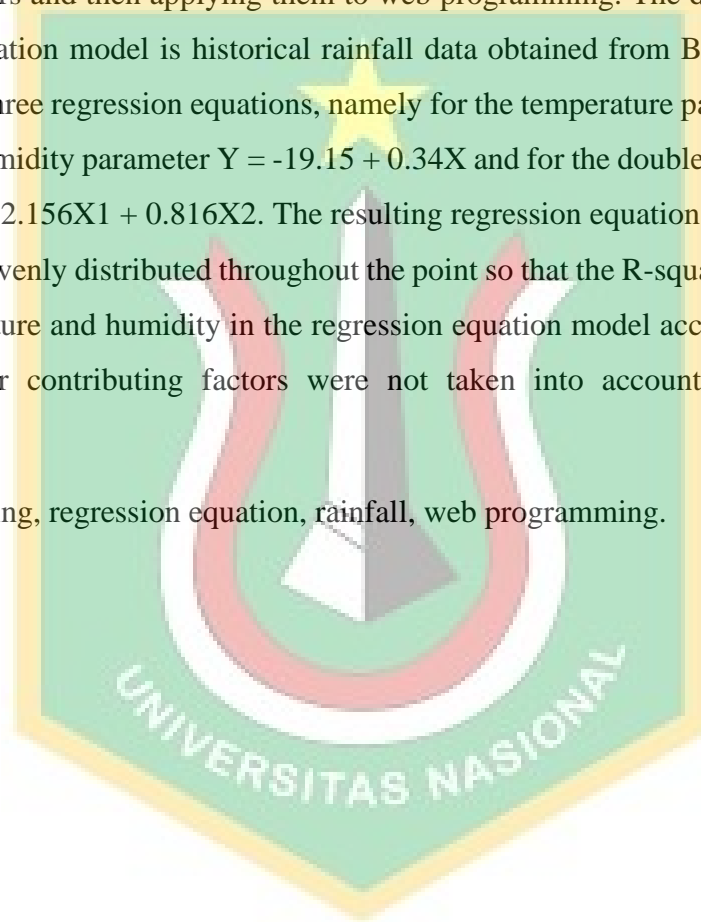 rs and then applying them to web programming. The d
ation model is historical rainfall data obtained from B
hree regression equations, namely for the temperature pa
midity parameter Y = -19.15 + 0.34X and for the double
2.156X1 + 0.816X2. The resulting regression equation
venly distributed throughout the point so that the R-squa
ture and humidity in the regression equation model acc
r contributing factors were not taken into account
ng, regression equation, rainfall, web programming.
UNIVERSITAS NASIONAL